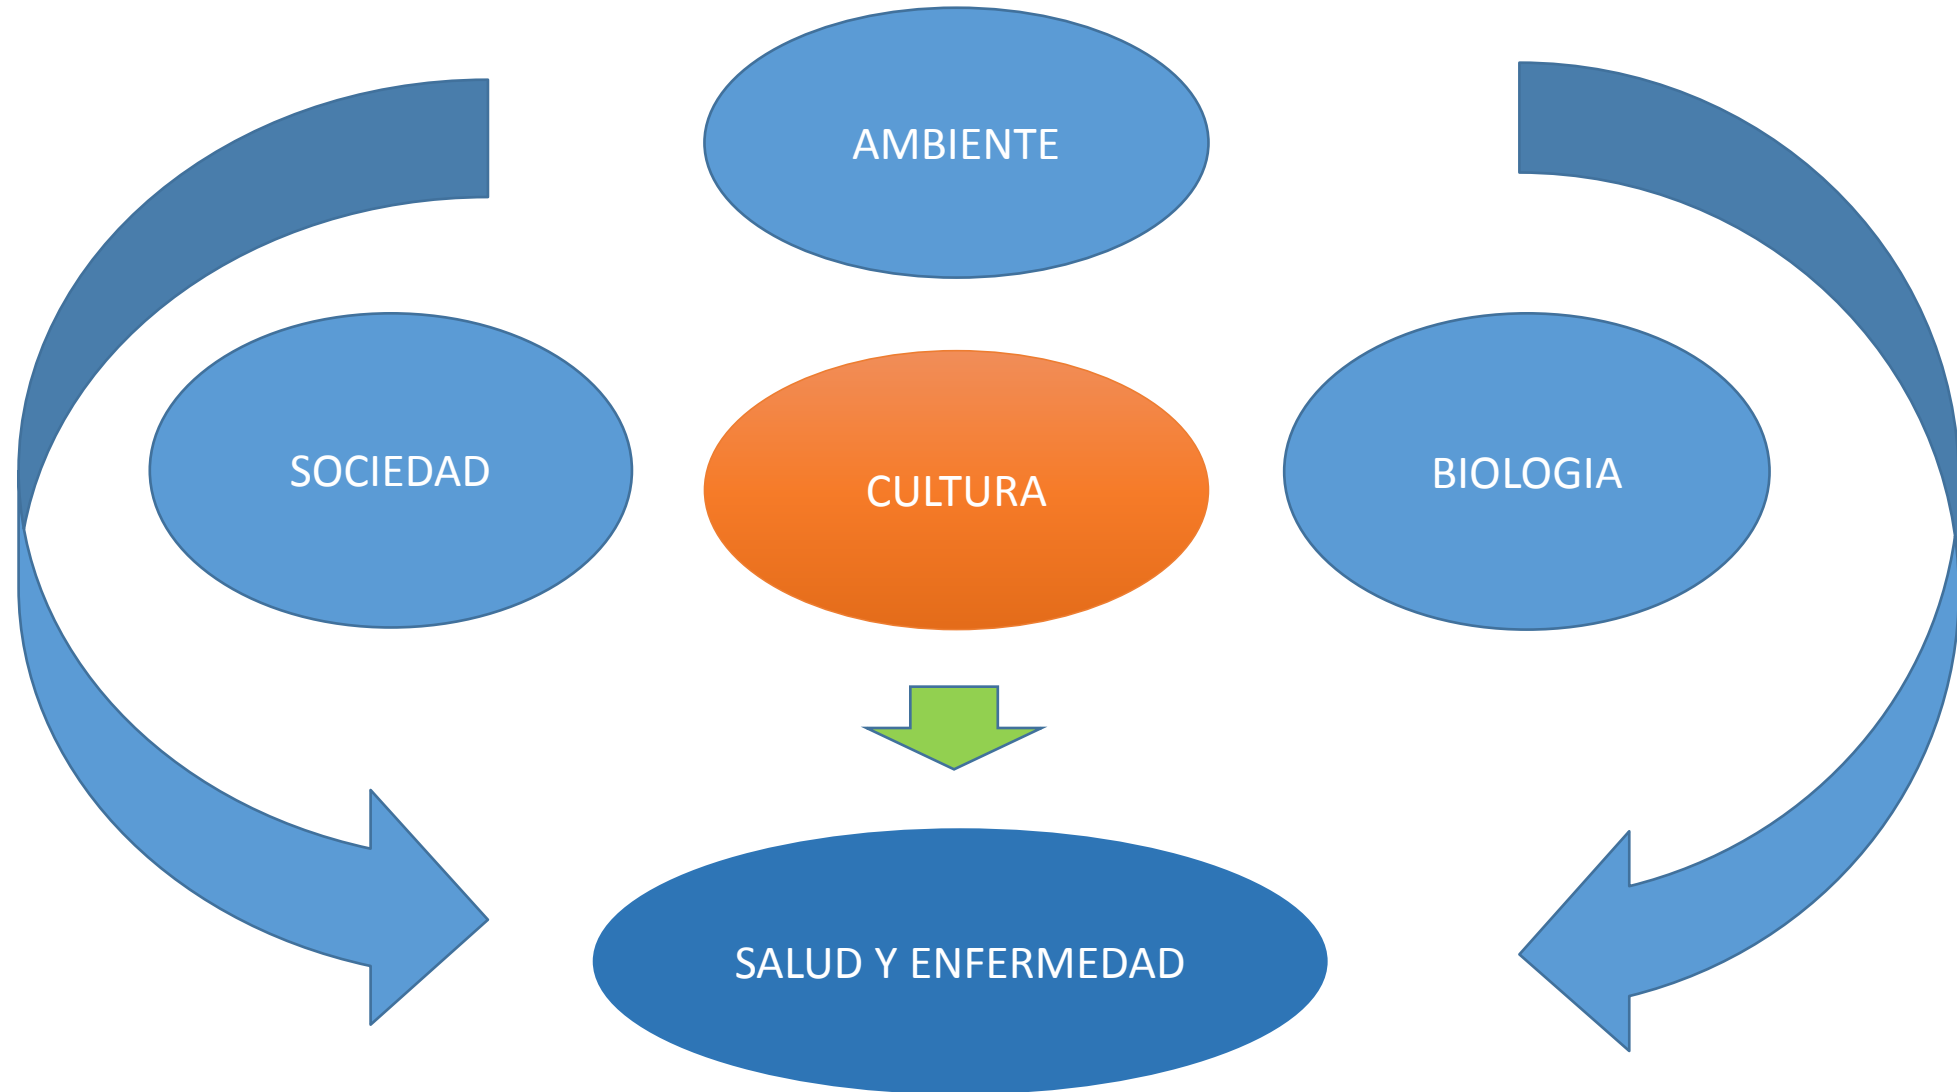 AMBIENTE
SOCIEDAD
CULTURA
BIOLOGIA
SALUD Y ENFERMEDAD